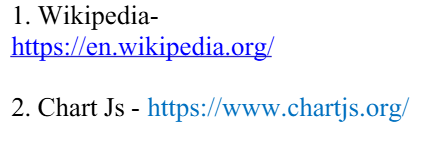 1. Wikipedia-
https://en.wikipedia.org/
2. Chart Js - https://www.chartjs.org/